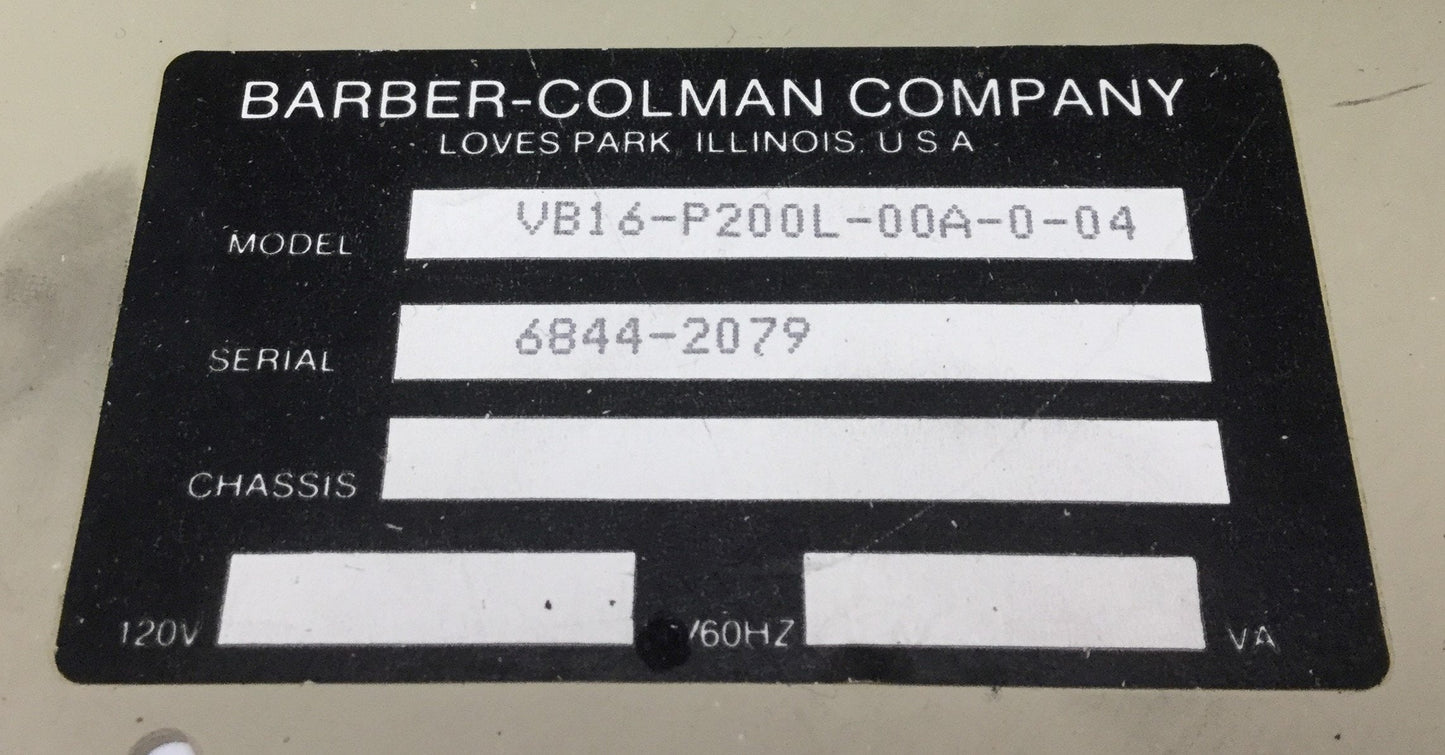 BARBER-COLMAN COMPANY
LOVES PARK, ILLINOIS, U.S.A.
MODEL VB16-P200L-00A-0-04
SERIAL 6844-2079
CHASSIS
120V /60HZ VA